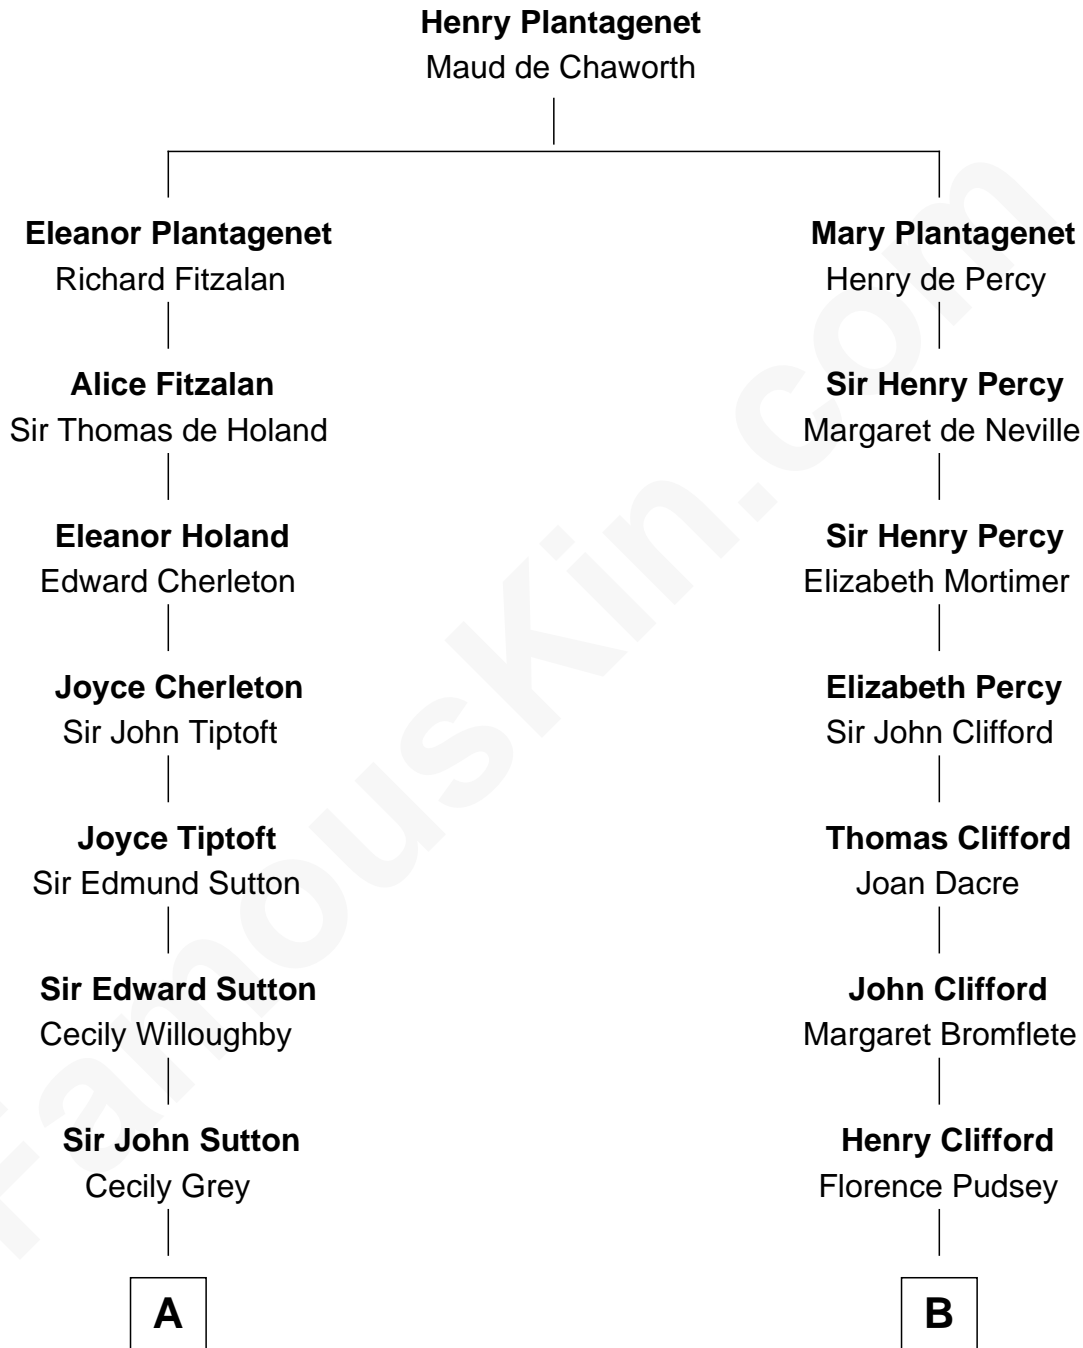 Henry Plantagenet
Maud de Chaworth
Eleanor Plantagenet
Richard Fitzalan
Mary Plantagenet
Henry de Percy
Alice Fitzalan
Sir Thomas de Holand
Sir Henry Percy
Margaret de Neville
Eleanor Holand
Edward Cherleton
Sir Henry Percy
Elizabeth Mortimer
Joyce Cherleton
Sir John Tiptoft
Elizabeth Percy
Sir John Clifford
Joyce Tiptoft
Sir Edmund Sutton
Thomas Clifford
Joan Dacre
Sir Edward Sutton
Cecily Willoughby
John Clifford
Margaret Bromflete
Sir John Sutton
Cecily Grey
Henry Clifford
Florence Pudsey
A
B
FamousKin.com